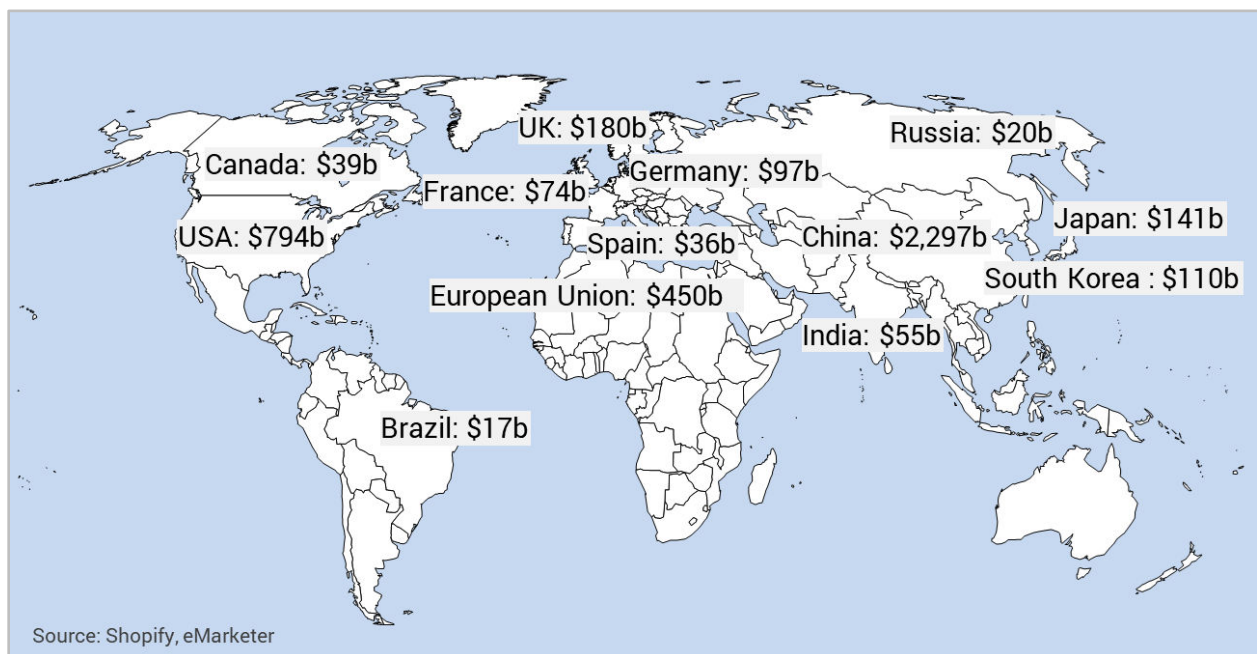 UK: $180b
Russia: $20b
Canada: $39b
Germany: $97b
France: $74b
Japan: $141b
USA: $794b
Spain: $36b
China: $2,297b
South Korea : $110b
European Union: $450b
India: $55b
Brazil: $17b
Source: Shopify, eMarketer